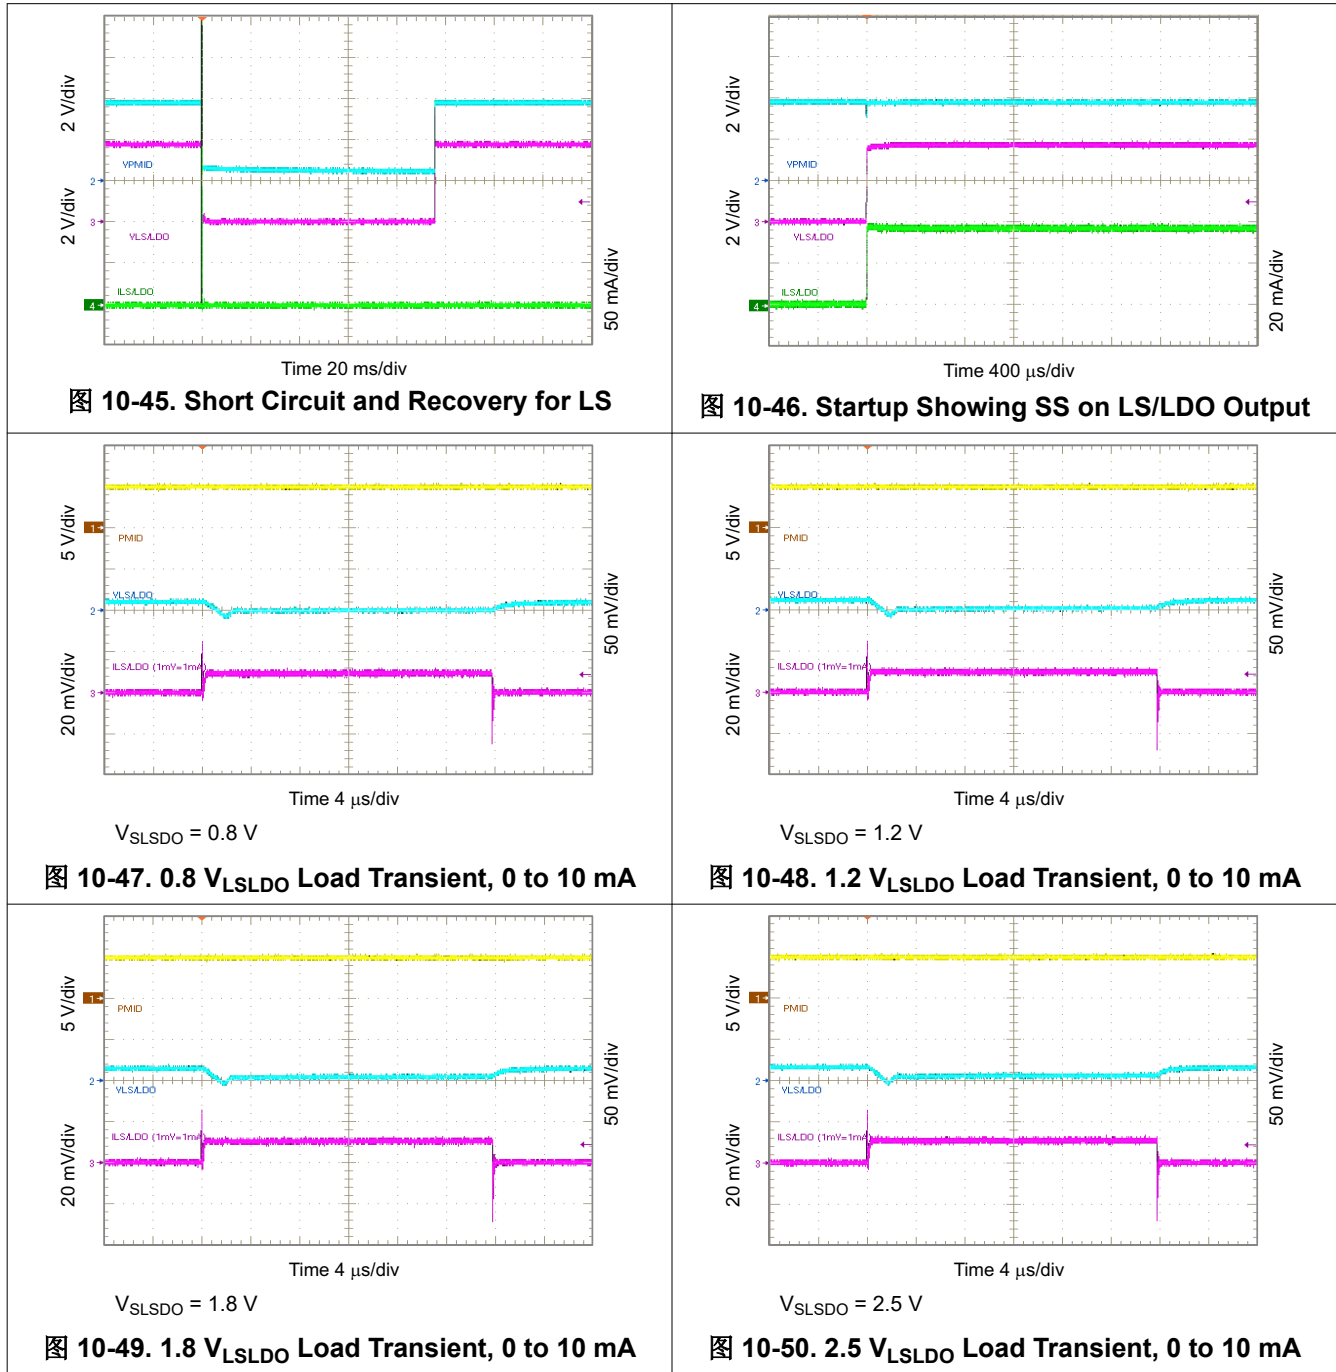 2 V/div
2 V/div
50 mA/div
VPMID
VLS/LDO
ILS/LDO
2
3
4
Time 20 ms/div
图 10-45. Short Circuit and Recovery for LS
2 V/div
2 V/div
20 mA/div
VPMID
VLS/LDO
ILS/LDO
2
3
4
Time 400 μs/div
图 10-46. Startup Showing SS on LS/LDO Output
5 V/div
20 mV/div
50 mV/div
1
PMID
VLS/LDO
2
ILS/LDO (1mV=1mA)
3
Time 4 μs/div
V_SLSDO = 0.8 V
图 10-47. 0.8 V_LSLDO Load Transient, 0 to 10 mA
5 V/div
20 mV/div
50 mV/div
1
PMID
VLS/LDO
2
ILS/LDO (1mV=1mA)
3
Time 4 μs/div
V_SLSDO = 1.2 V
图 10-48. 1.2 V_LSLDO Load Transient, 0 to 10 mA
5 V/div
20 mV/div
50 mV/div
1
PMID
2
VLS/LDO
ILS/LDO (1mV=1mA)
3
Time 4 μs/div
V_SLSDO = 1.8 V
图 10-49. 1.8 V_LSLDO Load Transient, 0 to 10 mA
5 V/div
20 mV/div
50 mV/div
1
PMID
2
VLS/LDO
ILS/LDO (1mV=1mA)
3
Time 4 μs/div
V_SLSDO = 2.5 V
图 10-50. 2.5 V_LSLDO Load Transient, 0 to 10 mA